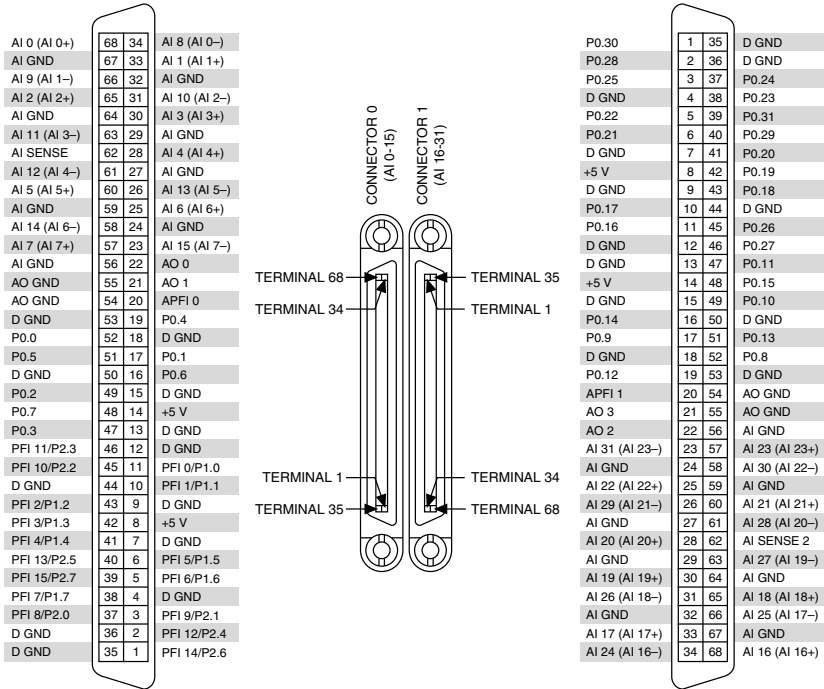 AI 0 (AI 0+) 68 34 AI 8 (AI 0–)
AI GND 67 33 AI 1 (AI 1+)
AI 9 (AI 1–) 66 32 AI GND
AI 2 (AI 2+) 65 31 AI 10 (AI 2–)
AI GND 64 30 AI 3 (AI 3+)
AI 11 (AI 3–) 63 29 AI GND
AI SENSE 62 28 AI 4 (AI 4+)
AI 12 (AI 4–) 61 27 AI GND
AI 5 (AI 5+) 60 26 AI 13 (AI 5–)
AI GND 59 25 AI 6 (AI 6+)
AI 14 (AI 6–) 58 24 AI GND
AI 7 (AI 7+) 57 23 AI 15 (AI 7–)
AI GND 56 22 AO 0
AO GND 55 21 AO 1
AO GND 54 20 APFI 0
D GND 53 19 P0.4
P0.0 52 18 D GND
P0.5 51 17 P0.1
D GND 50 16 P0.6
P0.2 49 15 D GND
P0.7 48 14 +5 V
P0.3 47 13 D GND
PFI 11/P2.3 46 12 D GND
PFI 10/P2.2 45 11 PFI 0/P1.0
D GND 44 10 PFI 1/P1.1
PFI 2/P1.2 43 9 D GND
PFI 3/P1.3 42 8 +5 V
PFI 4/P1.4 41 7 D GND
PFI 13/P2.5 40 6 PFI 5/P1.5
PFI 15/P2.7 39 5 PFI 6/P1.6
PFI 7/P1.7 38 4 D GND
PFI 8/P2.0 37 3 PFI 9/P2.1
D GND 36 2 PFI 12/P2.4
D GND 35 1 PFI 14/P2.6
CONNECTOR 0
(AI 0-15)
CONNECTOR 1
(AI 16-31)
TERMINAL 68
TERMINAL 35
TERMINAL 34
TERMINAL 1
TERMINAL 1
TERMINAL 34
TERMINAL 35
TERMINAL 68
P0.30 1 35 D GND
P0.28 2 36 D GND
P0.25 3 37 P0.24
D GND 4 38 P0.23
P0.22 5 39 P0.31
P0.21 6 40 P0.29
D GND 7 41 P0.20
+5 V 8 42 P0.19
D GND 9 43 P0.18
P0.17 10 44 D GND
P0.16 11 45 P0.26
D GND 12 46 P0.27
D GND 13 47 P0.11
+5 V 14 48 P0.15
D GND 15 49 P0.10
P0.14 16 50 D GND
P0.9 17 51 P0.13
D GND 18 52 P0.8
P0.12 19 53 D GND
APFI 1 20 54 AO GND
AO 3 21 55 AO GND
AO 2 22 56 AI GND
AI 31 (AI 23–) 23 57 AI 23 (AI 23+)
AI GND 24 58 AI 30 (AI 22–)
AI 22 (AI 22+) 25 59 AI GND
AI 29 (AI 21–) 26 60 AI 21 (AI 21+)
AI GND 27 61 AI 28 (AI 20–)
AI 20 (AI 20+) 28 62 AI SENSE 2
AI GND 29 63 AI 27 (AI 19–)
AI 19 (AI 19+) 30 64 AI GND
AI 26 (AI 18–) 31 65 AI 18 (AI 18+)
AI GND 32 66 AI 25 (AI 17–)
AI 17 (AI 17+) 33 67 AI GND
AI 24 (AI 16–) 34 68 AI 16 (AI 16+)